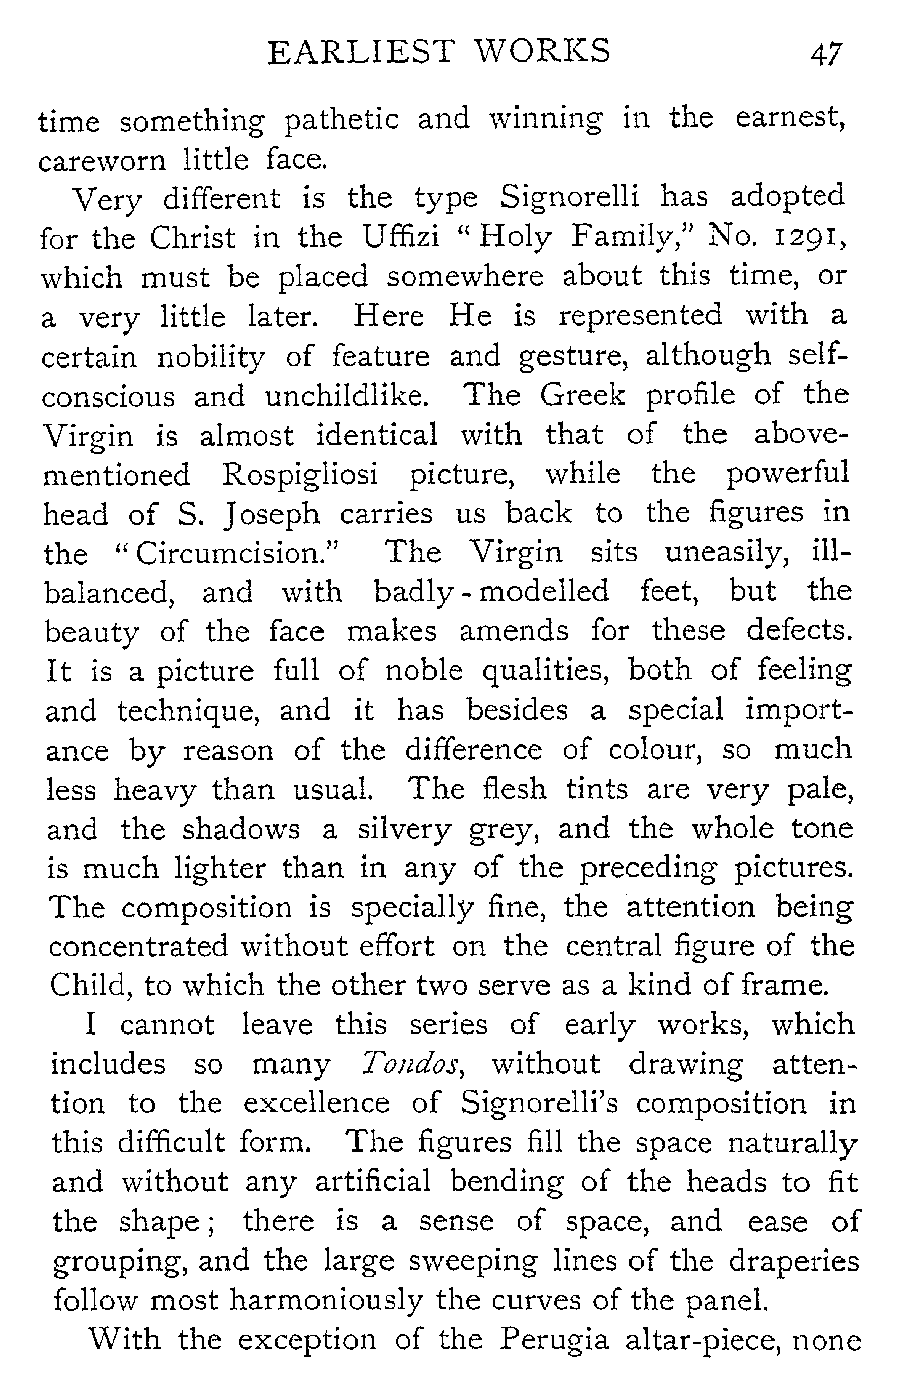 EARLIEST WORKS 47
time something pathetic and winning in the earnest,
careworn little face.
Very different is the type Signorelli has adopted
for the Christ in the Uffizi “Holy Family,” No. 1291,
which must be placed somewhere about this time, or
a very little later. Here He is represented with a
certain nobility of feature and gesture, although self-
conscious and unchildlike. The Greek profile of the
Virgin is almost identical with that of the above-
mentioned Rospigliosi picture, while the powerful
head of S. Joseph carries us back to the figures in
the “Circumcision.” The Virgin sits uneasily, ill-
balanced, and with badly-modelled feet, but the
beauty of the face makes amends for these defects.
It is a picture full of noble qualities, both of feeling
and technique, and it has besides a special import-
ance by reason of the difference of colour, so much
less heavy than usual. The flesh tints are very pale,
and the shadows a silvery grey, and the whole tone
is much lighter than in any of the preceding pictures.
The composition is specially fine, the attention being
concentrated without effort on the central figure of the
Child, to which the other two serve as a kind of frame.
I cannot leave this series of early works, which
includes so many Tondos, without drawing atten-
tion to the excellence of Signorelli’s composition in
this difficult form. The figures fill the space naturally
and without any artificial bending of the heads to fit
the shape; there is a sense of space, and ease of
grouping, and the large sweeping lines of the draperies
follow most harmoniously the curves of the panel.
With the exception of the Perugia altar-piece, none